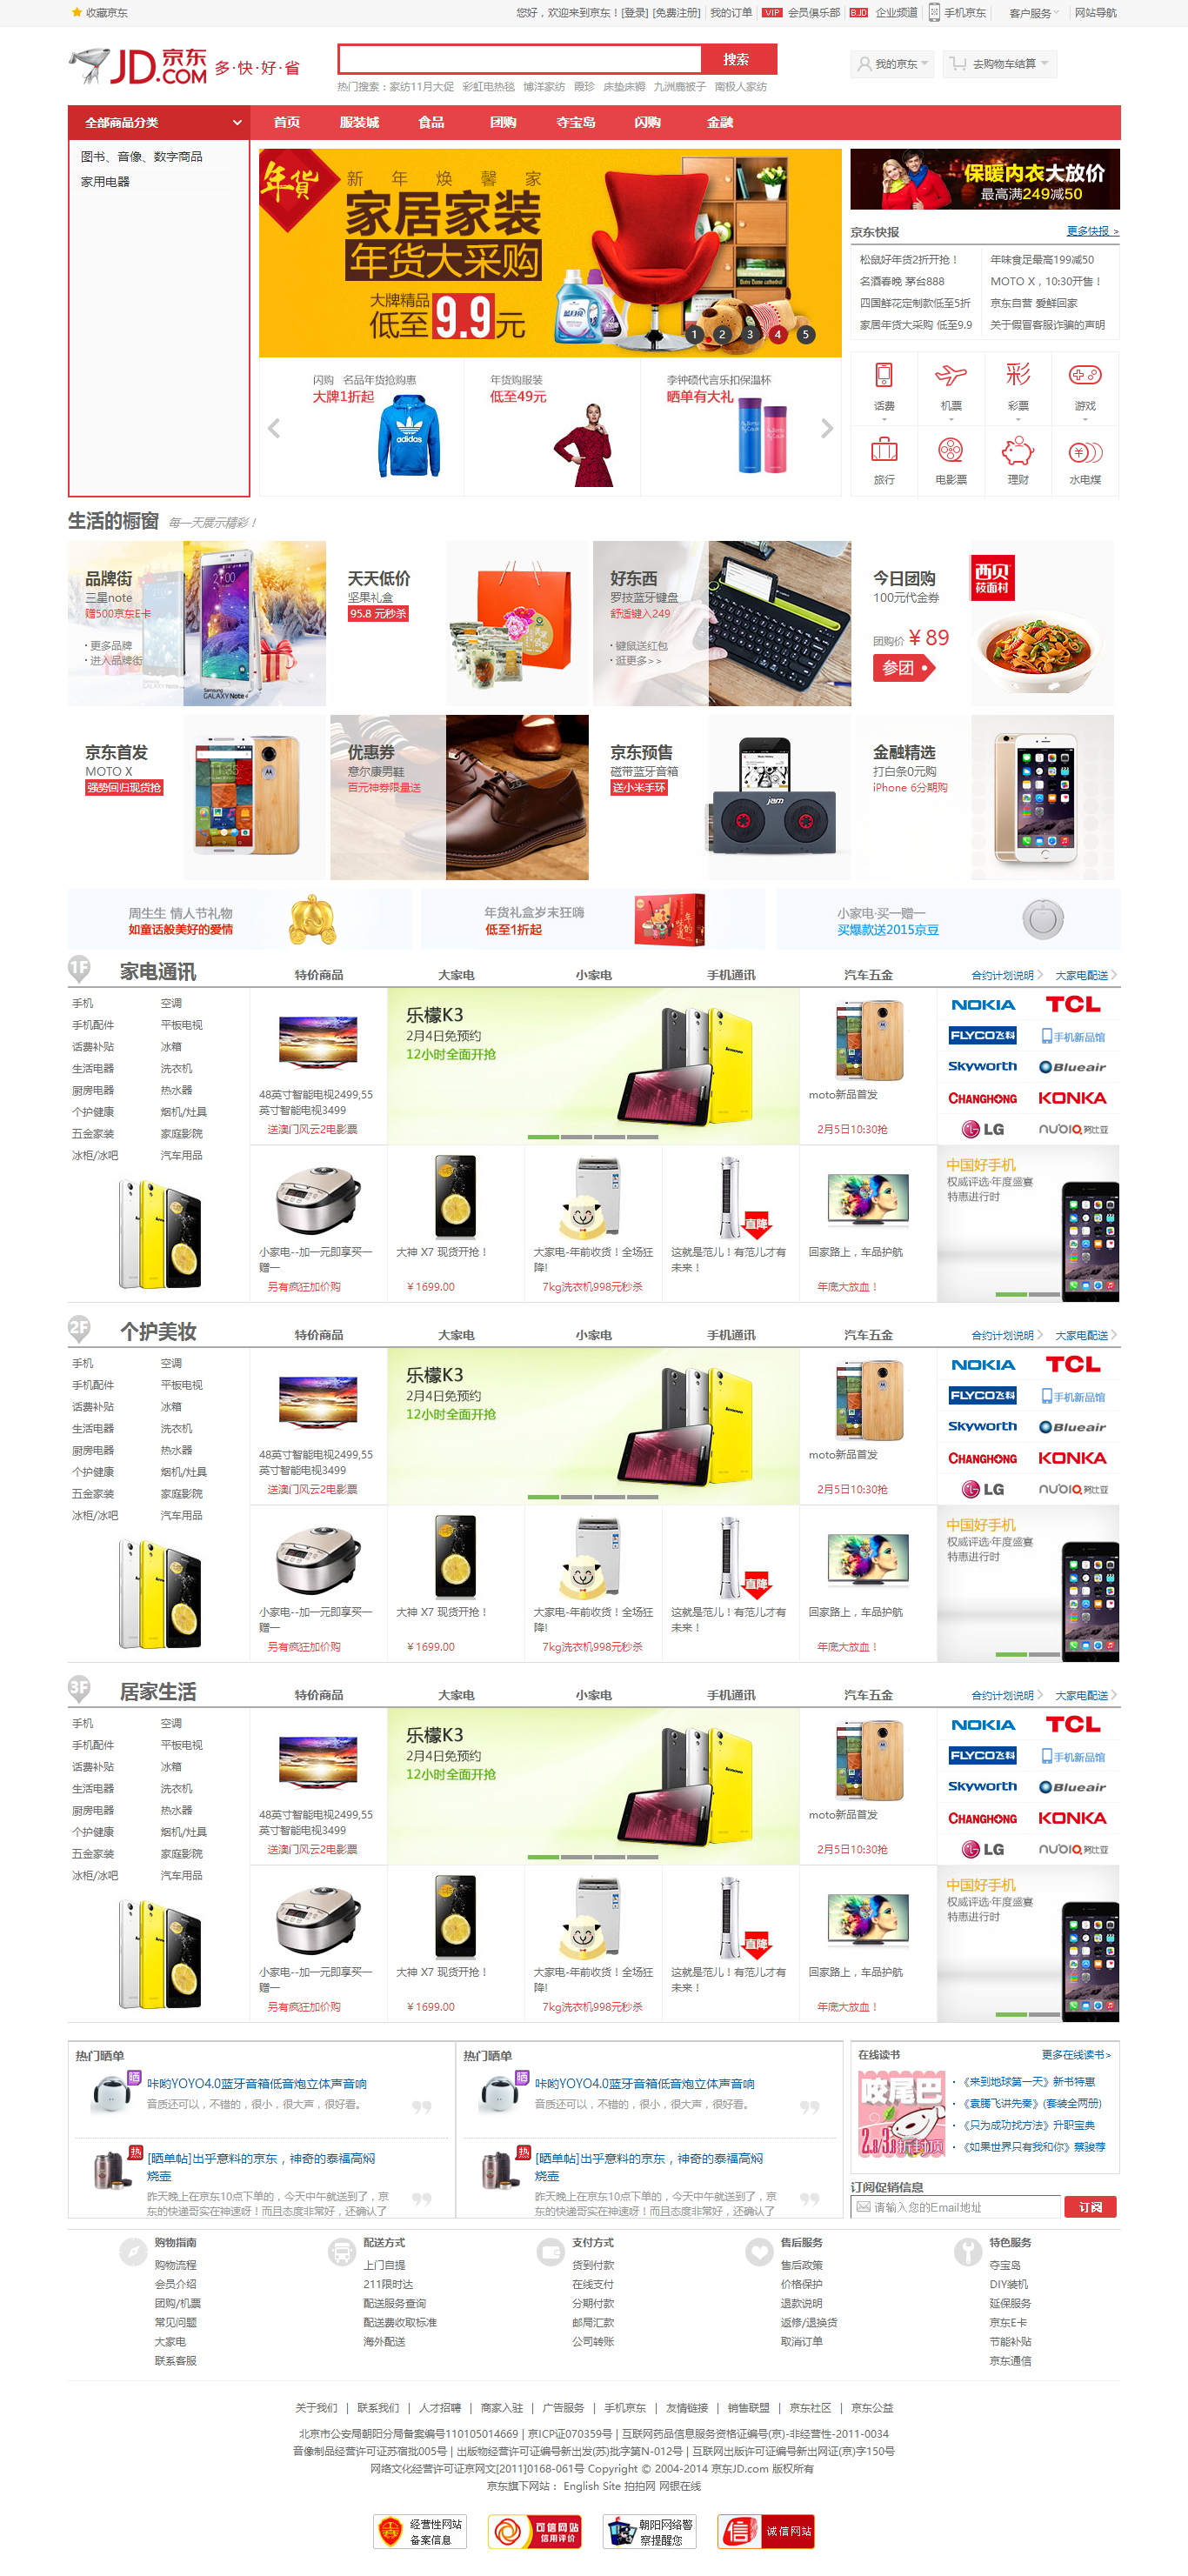 收藏京东
您好，欢迎来到京东！[登录] [免费注册] 我的订单 VIP 会员俱乐部 BJD 企业频道 手机京东 客户服务 网站导航
JD 京东 .COM 多·快·好·省
搜索
热门搜索：家纺11月大促 彩虹电热毯 博洋家纺 霞珍 床垫床褥 九洲鹿被子 南极人家纺
我的京东 去购物车结算
全部商品分类 首页 服装城 食品 团购 夺宝岛 闪购 金融
图书、音像、数字商品
家用电器
年货
新年焕馨家
家居家装
年货大采购
大牌精品
低至9.9元
1 2 3 4 5
保暖内衣大放价
最高满249减50
京东快报 更多快报 >
松鼠好年货2折开抢！ 年味食足最高199减50
名酒春晚 茅台888 MOTO X，10:30开售！
四国鲜花定制款低至5折 京东自营 爱鲜回家
家居年货大采购 低至9.9 关于假冒客服诈骗的声明
闪购 名品年货抢购惠
大牌1折起
adidas
年货购服装
低至49元
李钟硕代言乐扣保温杯
晒单有大礼
话费 机票 彩 彩票 游戏
旅行 电影票 理财 水电煤
生活的橱窗 每一天展示精彩！
品牌街
三星note
赠500京东E卡
· 更多品牌
· 进入品牌街
Samsung
GALAXY Note 4
天天低价
坚果礼盒
95.8 元秒杀
好东西
罗技蓝牙键盘
舒适键入249
· 键鼠送红包
· 逛更多>>
今日团购
100元代金券
团购价 ¥ 89
参团
西贝
莜面村
京东首发
MOTO X
强势回归现货抢
优惠券
意尔康男鞋
百元神券限量送
京东预售
磁带蓝牙音箱
送小米手环
jam
金融精选
打白条0元购
iPhone 6分期购
周生生 情人节礼物
如童话般美好的爱情
年货礼盒岁末狂嗨
低至1折起
小家电·买一赠一
买爆款送2015京豆
1F 家电通讯 特价商品 大家电 小家电 手机通讯 汽车五金 合约计划说明 大家电配送
手机 空调
手机配件 平板电视
话费补贴 冰箱
生活电器 洗衣机
厨房电器 热水器
个护健康 烟机/灶具
五金家装 家庭影院
冰柜/冰吧 汽车用品
48英寸智能电视2499,55
英寸智能电视3499
送澳门风云2电影票
乐檬K3
2月4日免预约
12小时全面开抢
moto新品首发
2月5日10:30抢
NOKIA TCL
FLYCO飞科 手机新品馆
Skyworth Blueair
CHANGHONG KONKA
LG nubia 努比亚
小家电--加一元即享买一
赠一
另有疯狂加价购
大神 X7 现货开抢！
¥ 1699.00
大家电-年前收货！全场狂
降!
7kg洗衣机998元秒杀
直降
这就是范儿！有范儿才有
未来！
回家路上，车品护航
年底大放血！
中国好手机
权威评选·年度盛宴
特惠进行时
2F 个护美妆 特价商品 大家电 小家电 手机通讯 汽车五金 合约计划说明 大家电配送
手机 空调
手机配件 平板电视
话费补贴 冰箱
生活电器 洗衣机
厨房电器 热水器
个护健康 烟机/灶具
五金家装 家庭影院
冰柜/冰吧 汽车用品
48英寸智能电视2499,55
英寸智能电视3499
送澳门风云2电影票
乐檬K3
2月4日免预约
12小时全面开抢
moto新品首发
2月5日10:30抢
NOKIA TCL
FLYCO飞科 手机新品馆
Skyworth Blueair
CHANGHONG KONKA
LG nubia 努比亚
小家电--加一元即享买一
赠一
另有疯狂加价购
大神 X7 现货开抢！
¥ 1699.00
大家电-年前收货！全场狂
降!
7kg洗衣机998元秒杀
直降
这就是范儿！有范儿才有
未来！
回家路上，车品护航
年底大放血！
中国好手机
权威评选·年度盛宴
特惠进行时
3F 居家生活 特价商品 大家电 小家电 手机通讯 汽车五金 合约计划说明 大家电配送
手机 空调
手机配件 平板电视
话费补贴 冰箱
生活电器 洗衣机
厨房电器 热水器
个护健康 烟机/灶具
五金家装 家庭影院
冰柜/冰吧 汽车用品
48英寸智能电视2499,55
英寸智能电视3499
送澳门风云2电影票
乐檬K3
2月4日免预约
12小时全面开抢
moto新品首发
2月5日10:30抢
NOKIA TCL
FLYCO飞科 手机新品馆
Skyworth Blueair
CHANGHONG KONKA
LG nubia 努比亚
小家电--加一元即享买一
赠一
另有疯狂加价购
大神 X7 现货开抢！
¥ 1699.00
大家电-年前收货！全场狂
降!
7kg洗衣机998元秒杀
直降
这就是范儿！有范儿才有
未来！
回家路上，车品护航
年底大放血！
中国好手机
权威评选·年度盛宴
特惠进行时
热门晒单
晒 咔哟YOYO4.0蓝牙音箱低音炮立体声音响
音质还可以，不错的，很小，很大声，很好看。
热 [晒单帖]出乎意料的京东，神奇的泰福高焖
烧壶
昨天晚上在京东10点下单的，今天中午就送到了，京
东的快递哥实在神速呀！而且态度非常好，还确认了
热门晒单
晒 咔哟YOYO4.0蓝牙音箱低音炮立体声音响
音质还可以，不错的，很小，很大声，很好看。
热 [晒单帖]出乎意料的京东，神奇的泰福高焖
烧壶
昨天晚上在京东10点下单的，今天中午就送到了，京
东的快递哥实在神速呀！而且态度非常好，还确认了
在线读书 更多在线读书>
咬尾巴
· 《来到地球第一天》新书特惠
· 《袁腾飞讲先秦》(套装全两册)
· 《只为成功找方法》升职宝典
· 《如果世界只有我和你》蔡骏荐
订阅促销信息
请输入您的Email地址 订阅
购物指南
购物流程
会员介绍
团购/机票
常见问题
大家电
联系客服
配送方式
上门自提
211限时达
配送服务查询
配送费收取标准
海外配送
支付方式
货到付款
在线支付
分期付款
邮局汇款
公司转账
售后服务
售后政策
价格保护
退款说明
返修/退换货
取消订单
特色服务
夺宝岛
DIY装机
延保服务
京东E卡
节能补贴
京东通信
关于我们 | 联系我们 | 人才招聘 | 商家入驻 | 广告服务 | 手机京东 | 友情链接 | 销售联盟 | 京东社区 | 京东公益
北京市公安局朝阳分局备案编号110105014669 | 京ICP证070359号 | 互联网药品信息服务资格证编号(京)-非经营性-2011-0034
音像制品经营许可证苏宿批005号 | 出版物经营许可证编号新出发(苏)批字第N-012号 | 互联网出版许可证编号新出网证(京)字150号
网络文化经营许可证京网文[2011]0168-061号 Copyright © 2004-2014 京东JD.com 版权所有
京东旗下网站： English Site 拍拍网 网银在线
经营性网站
备案信息
可信网站
信用评价
朝阳网络警
察提醒您
信 诚信网站